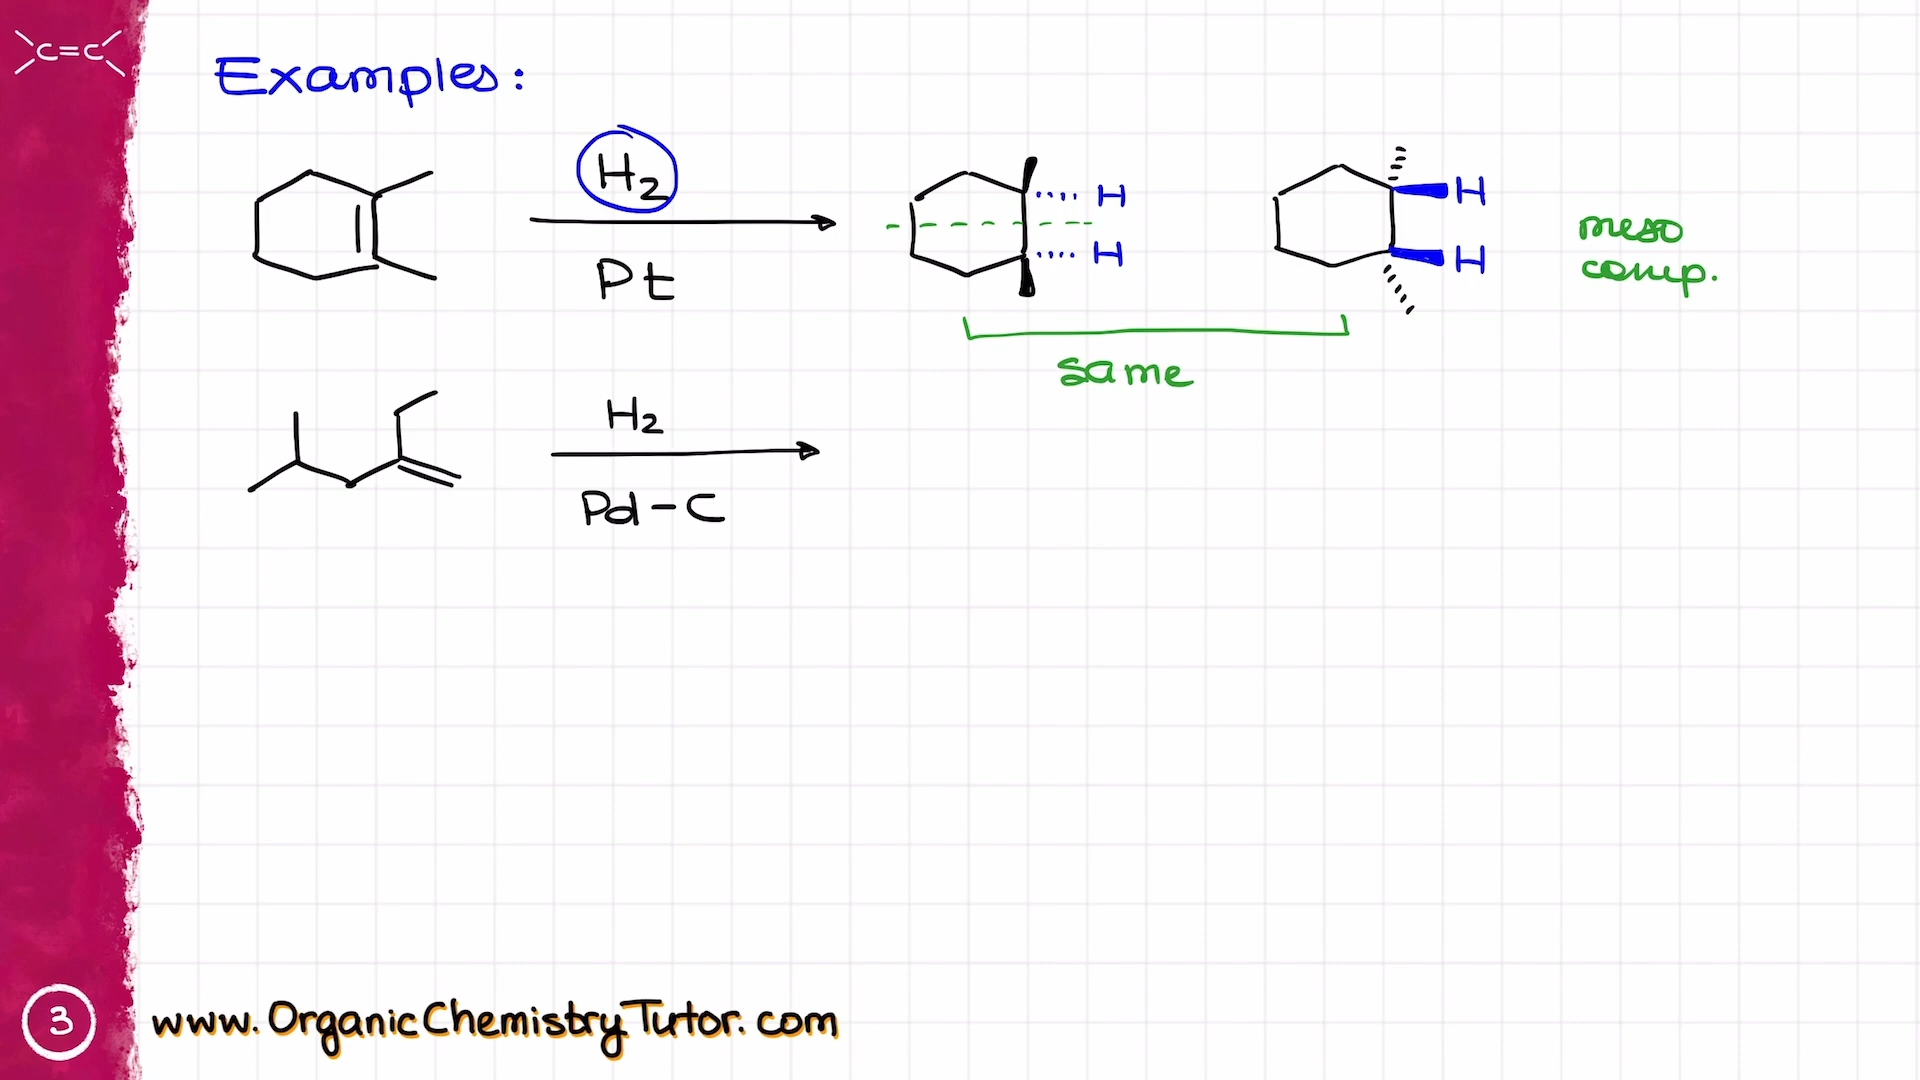 C=C
Examples:
H2
Pt
H
H
H
H
meso
comp.
same
H2
Pd-C
3
www.OrganicChemistryTutor.com